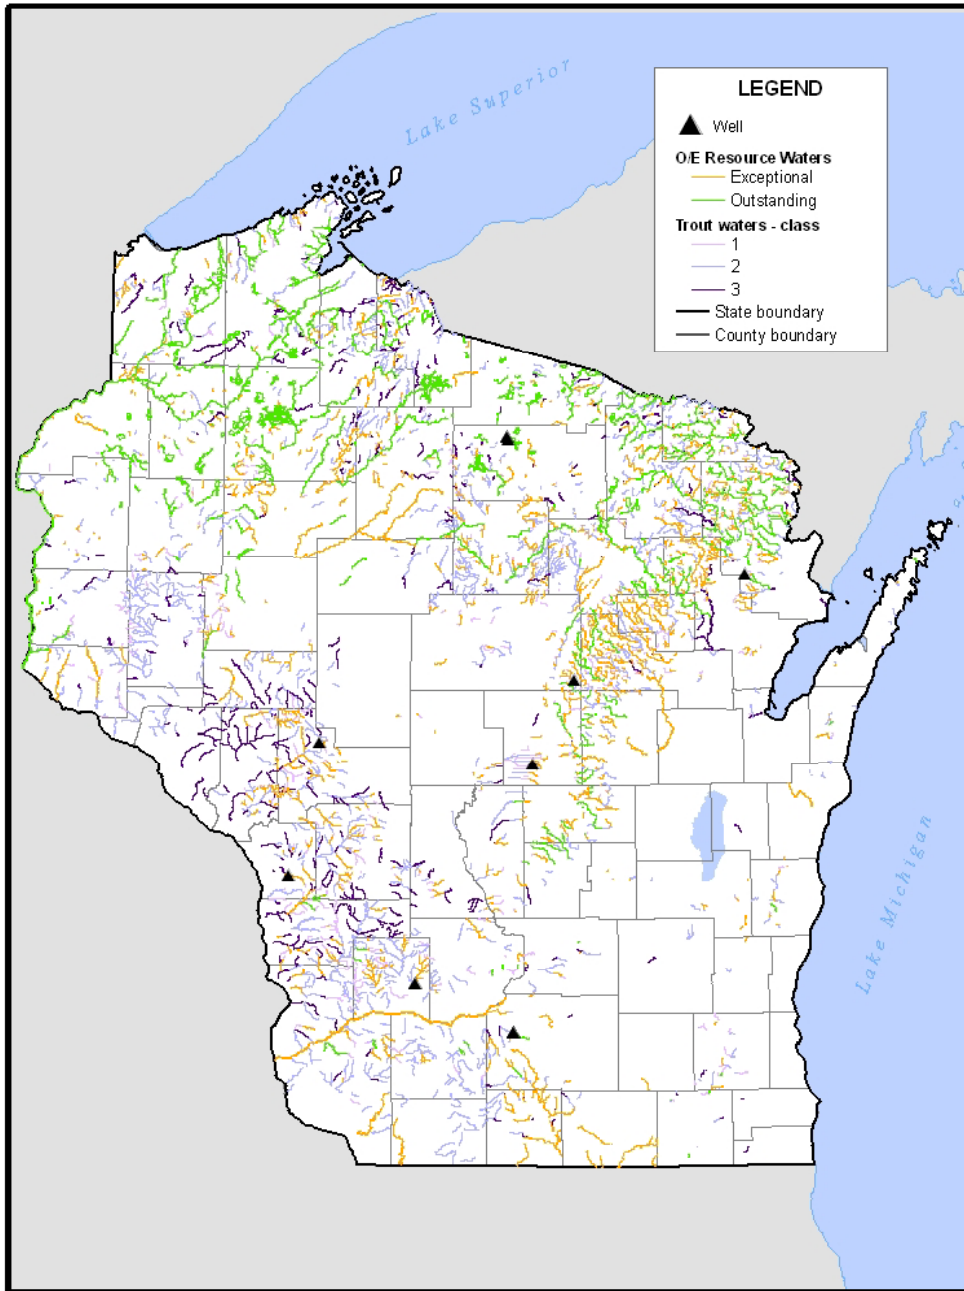 Lake Superior
LEGEND
Well
O/E Resource Waters
Exceptional
Outstanding
Trout waters - class
1
2
3
State boundary
County boundary
Lake Michigan